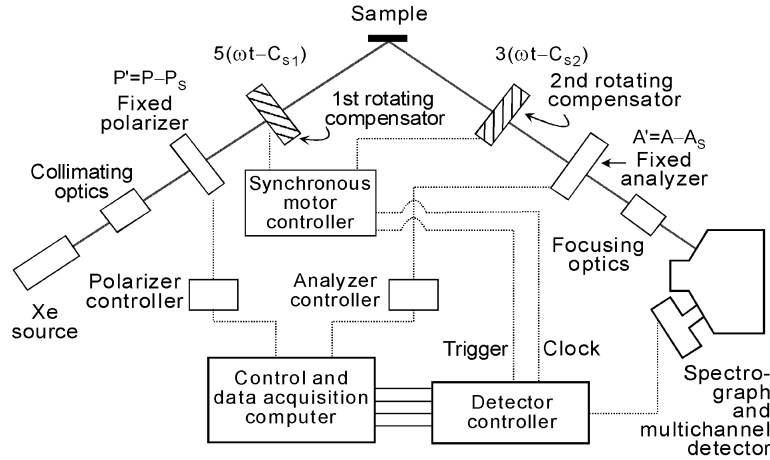 Sample
5(ωt–C_S1)
3(ωt–C_S2)
P'=P–P_S
Fixed
polarizer
1st rotating
compensator
2nd rotating
compensator
A'=A–A_S
Fixed
analyzer
Collimating
optics
Synchronous
motor
controller
Focusing
optics
Xe
source
Polarizer
controller
Analyzer
controller
Trigger
Clock
Control and
data acquisition
computer
Detector
controller
Spectro-
graph
and
multichannel
detector